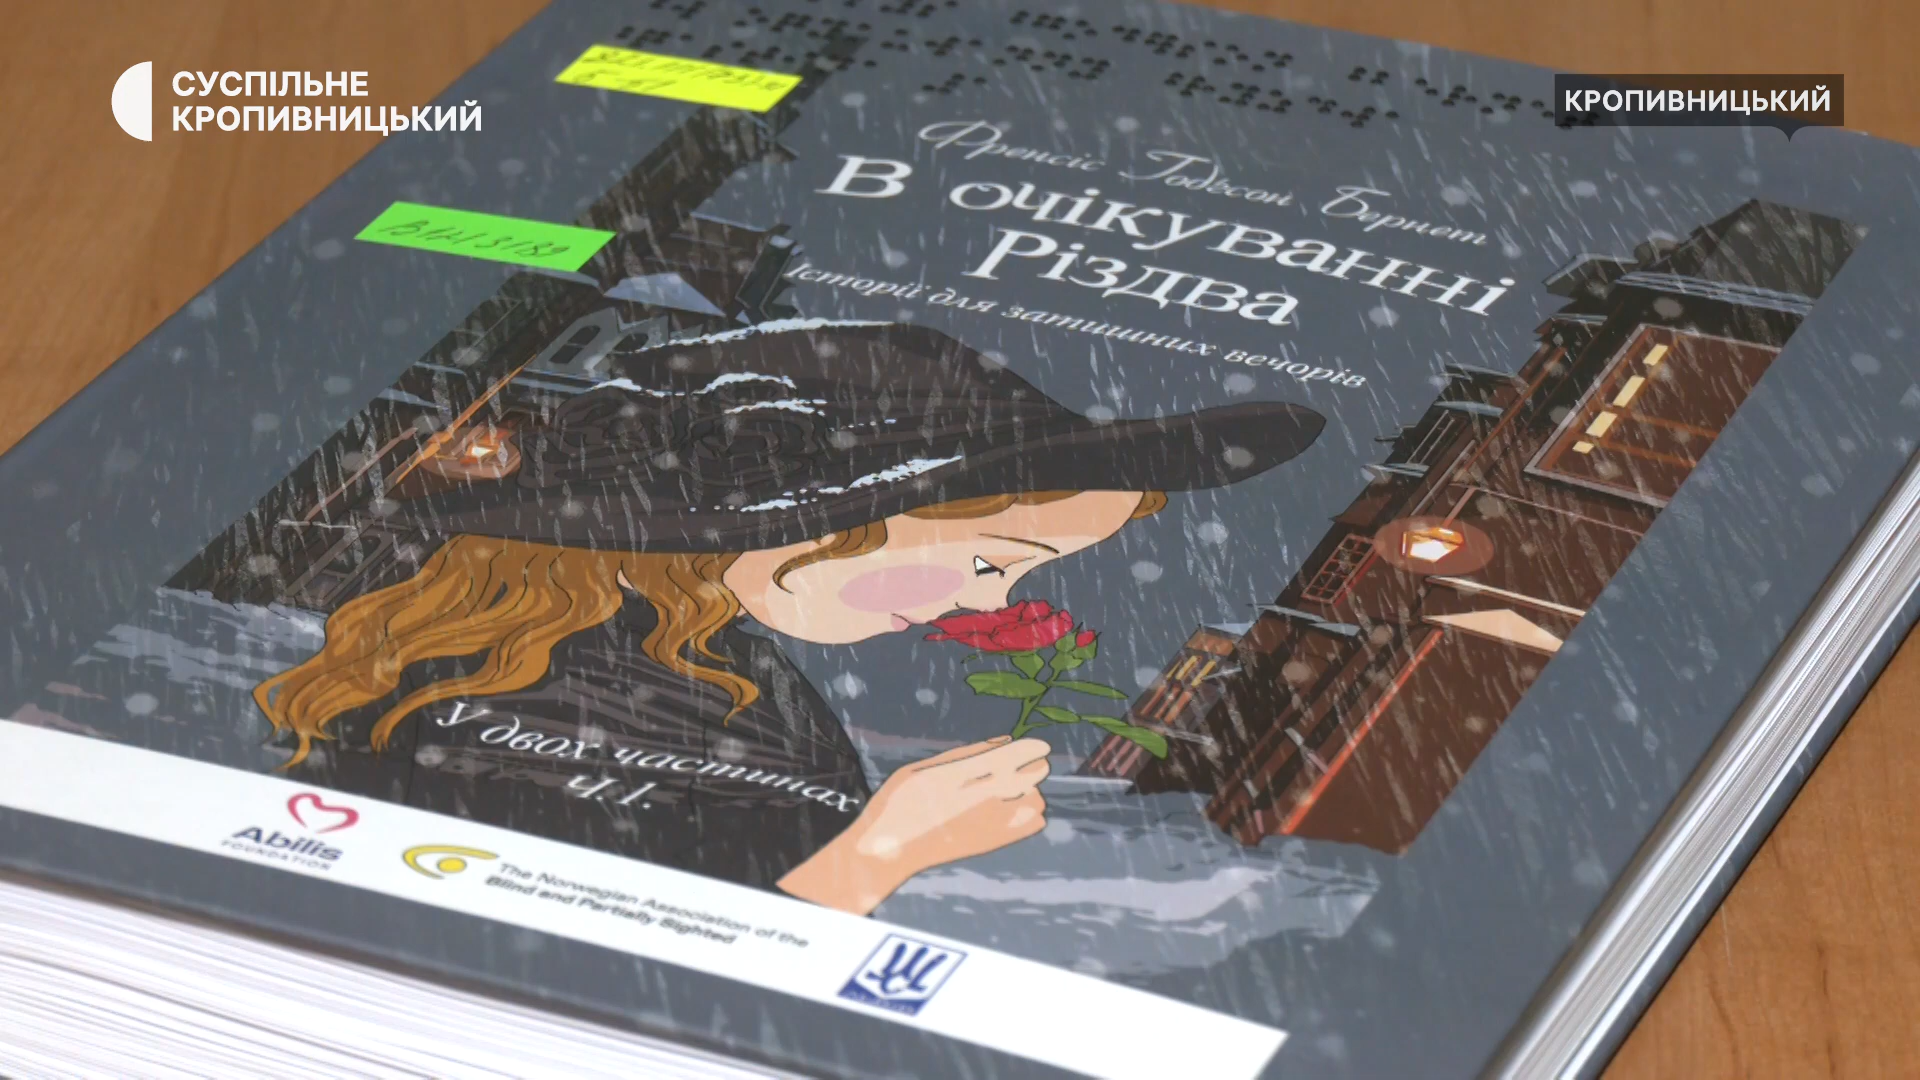 СУСПІЛЬНЕ
КРОПИВНИЦЬКИЙ
КРОПИВНИЦЬКИЙ
Френсіс Годґсон Бернет
В очікуванні
Різдва
Історії для затишних вечорів
У двох частинах
Ч.1.
Abilis
FOUNDATION
The Norwegian Association of the
Blind and Partially Sighted